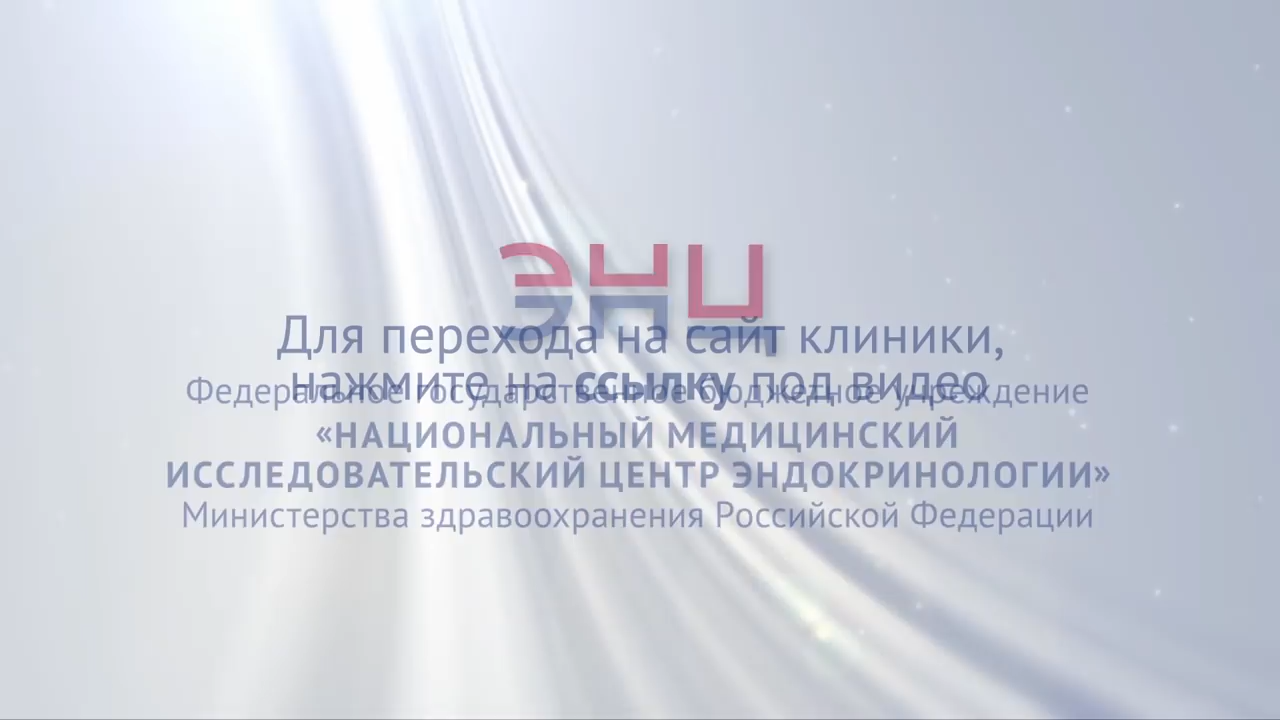 ЭНЦ
Для перехода на сайт клиники,
нажмите на ссылку под видео
Федеральное государственное бюджетное учреждение
«НАЦИОНАЛЬНЫЙ МЕДИЦИНСКИЙ
ИССЛЕДОВАТЕЛЬСКИЙ ЦЕНТР ЭНДОКРИНОЛОГИИ»
Министерства здравоохранения Российской Федерации